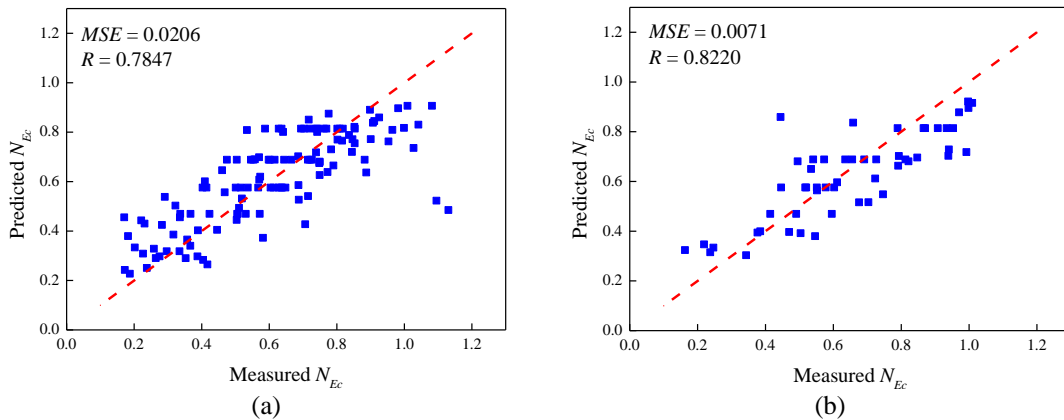 MSE = 0.0206
R = 0.7847
1.2
1.0
0.8
0.6
0.4
0.2
0.0
Predicted N_Ec
0.0 0.2 0.4 0.6 0.8 1.0 1.2
Measured N_Ec
(a)
MSE = 0.0071
R = 0.8220
1.2
1.0
0.8
0.6
0.4
0.2
0.0
Predicted N_Ec
0.0 0.2 0.4 0.6 0.8 1.0 1.2
Measured N_Ec
(b)